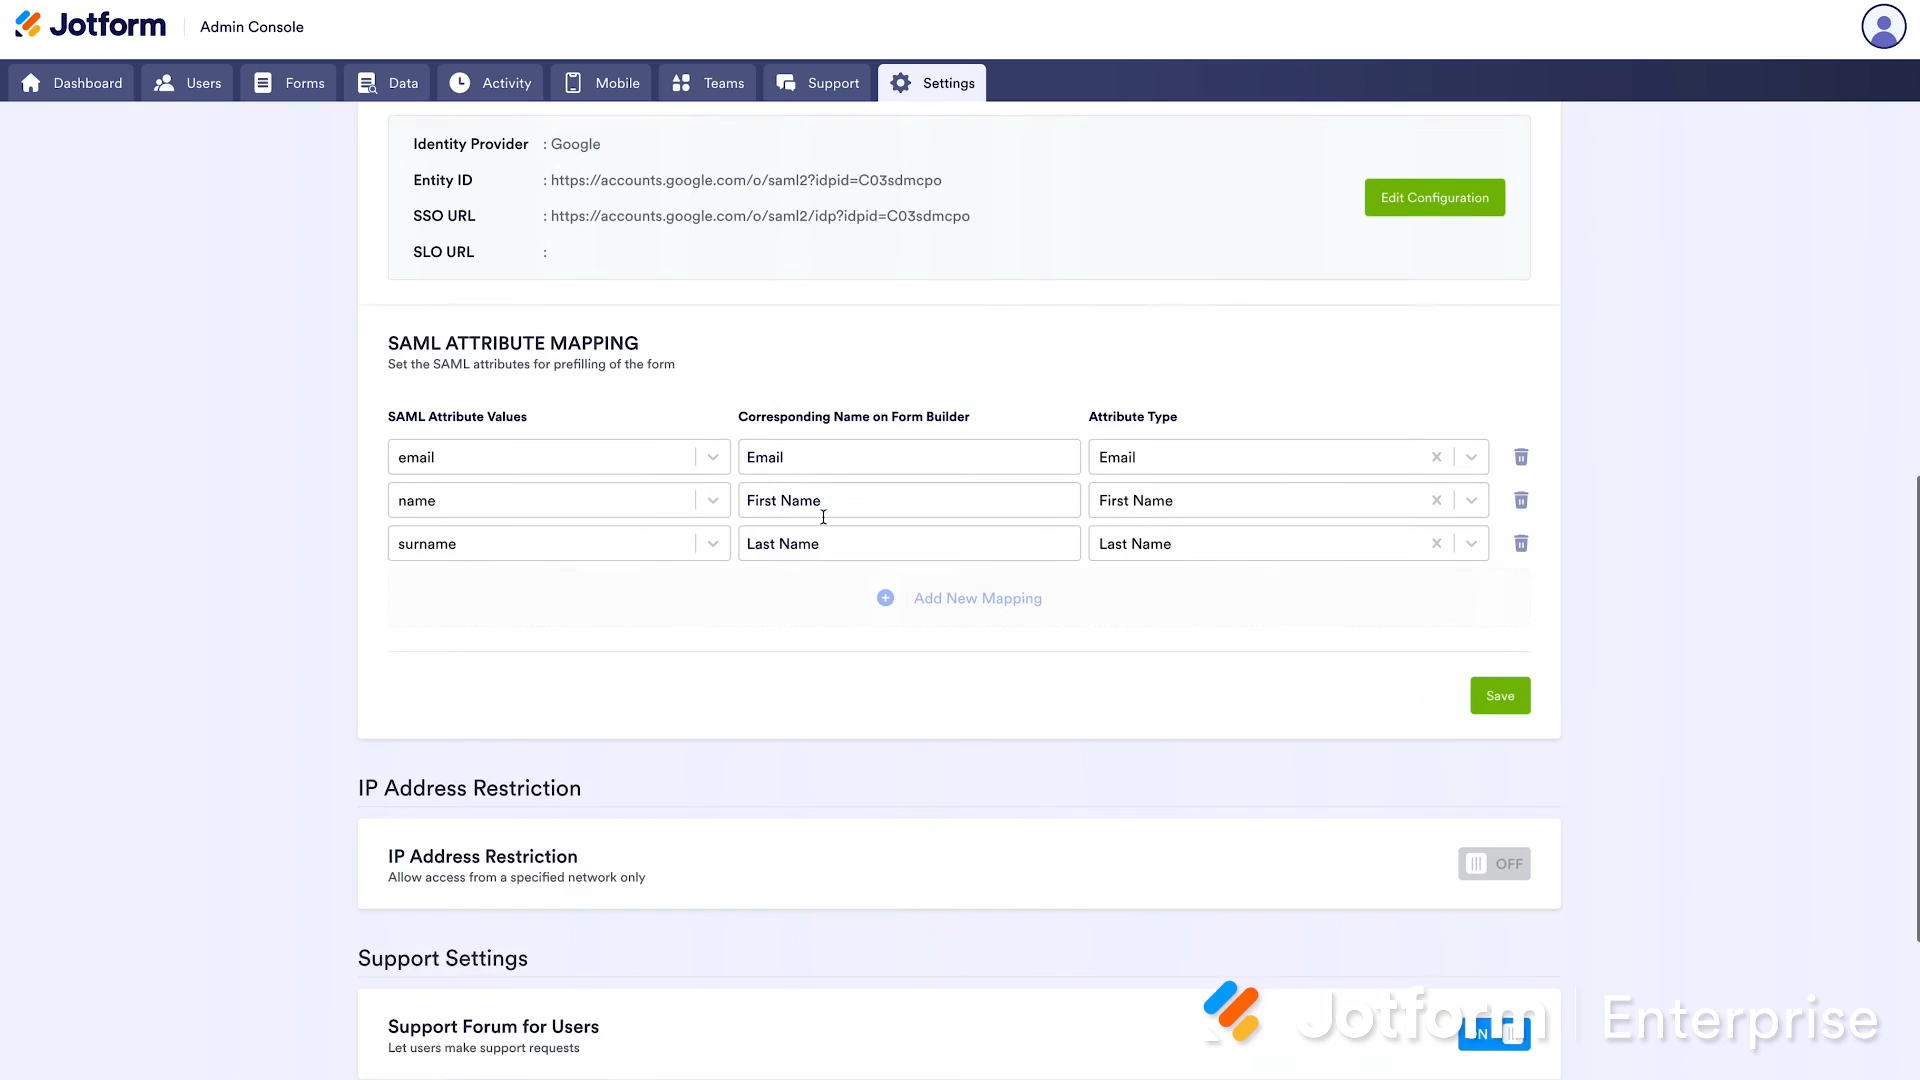 Jotform Admin Console
Dashboard Users Forms Data Activity Mobile Teams Support Settings
Identity Provider : Google
Entity ID : https://accounts.google.com/o/saml2?idpid=C03sdmcpo
Edit Configuration
SSO URL : https://accounts.google.com/o/saml2/idp?idpid=C03sdmcpo
SLO URL :
SAML ATTRIBUTE MAPPING
Set the SAML attributes for prefilling of the form
SAML Attribute Values Corresponding Name on Form Builder Attribute Type
email Email Email
name First Name First Name
surname Last Name Last Name
Add New Mapping
Save
IP Address Restriction
IP Address Restriction
OFF
Allow access from a specified network only
Support Settings
Support Forum for Users
Let users make support requests
Jotform Enterprise